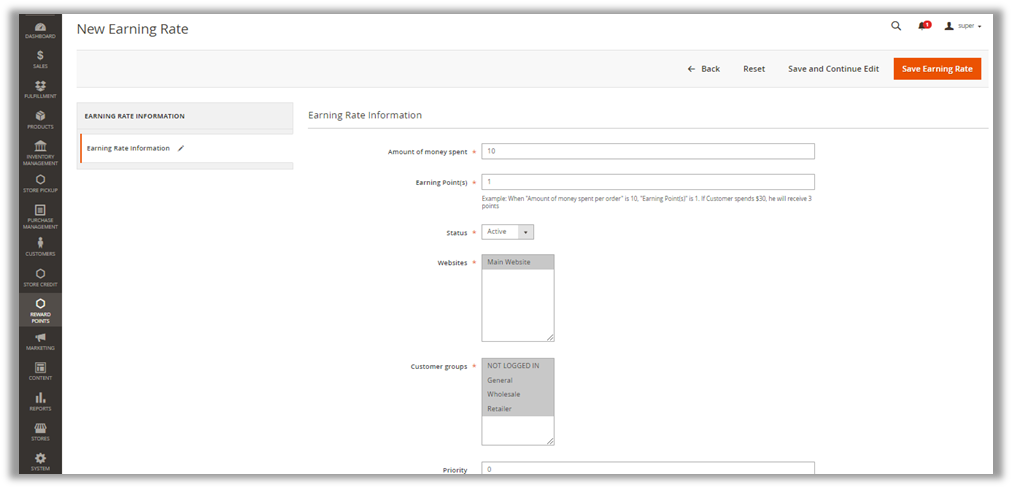 New Earning Rate
1
super
Back
Reset
Save and Continue Edit
Save Earning Rate
DASHBOARD
$
SALES
FULFILLMENT
PRODUCTS
INVENTORY
MANAGEMENT
STORE PICKUP
PURCHASE
MANAGEMENT
CUSTOMERS
STORE CREDIT
REWARD
POINTS
MARKETING
CONTENT
REPORTS
STORES
SYSTEM
EARNING RATE INFORMATION
Earning Rate Information
Earning Rate Information
Amount of money spent * 10
Earning Point(s) * 1
Example: When "Amount of money spent per order" is 10, "Earning Point(s)" is 1. If Customer spends $30, he will receive 3
points
Status * Active
Websites * Main Website
Customer groups * NOT LOGGED IN
General
Wholesale
Retailer
Priority 0